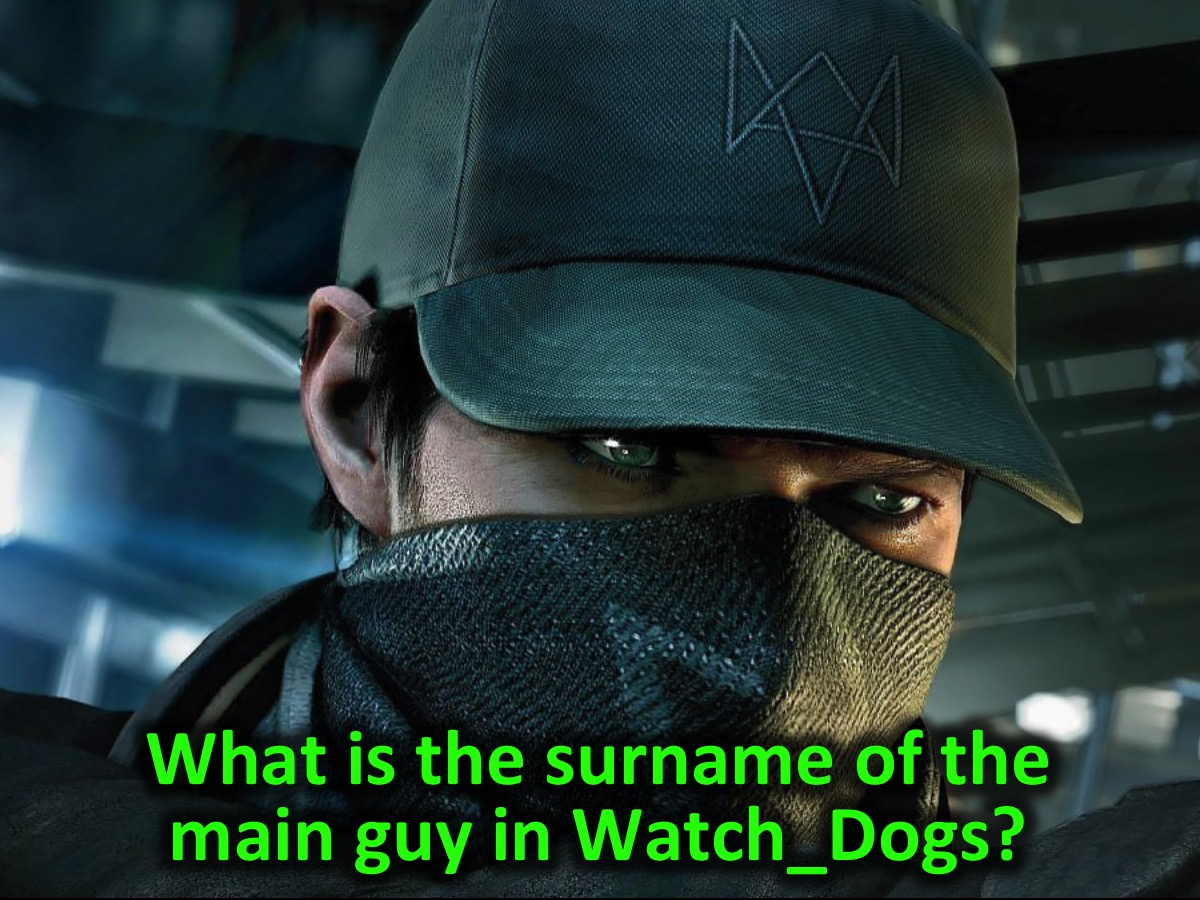 What is the surname of the
main guy in Watch_Dogs?